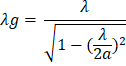 λg = λ / √(1 − (λ/2a)²)